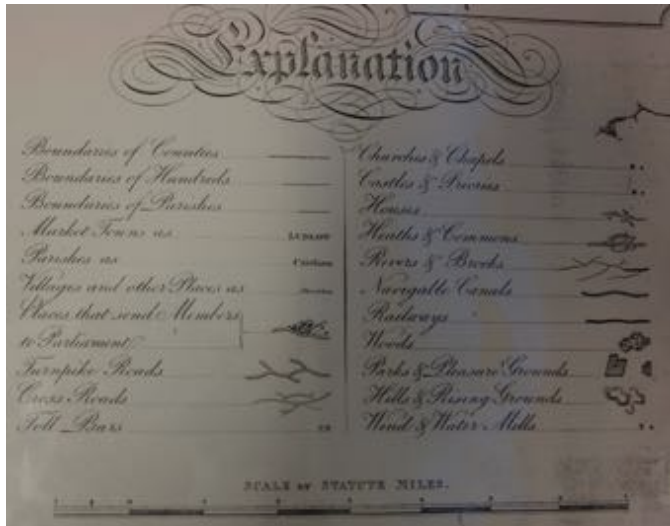 Explanation
Boundaries of Counties
Boundaries of Hundreds
Boundaries of Parishes
Market Towns as LUDLOW
Parishes as
Villages and other Places as
Places that send Members
to Parliament
Turnpike Roads
Cross Roads
Toll Bars
Churches & Chapels
Castles & Priories
Houses
Heaths & Commons
Rivers & Brooks
Navigable Canals
Railways
Woods
Parks & Pleasure Grounds
Hills & Rising Grounds
Wind & Water Mills
SCALE OF STATUTE MILES.